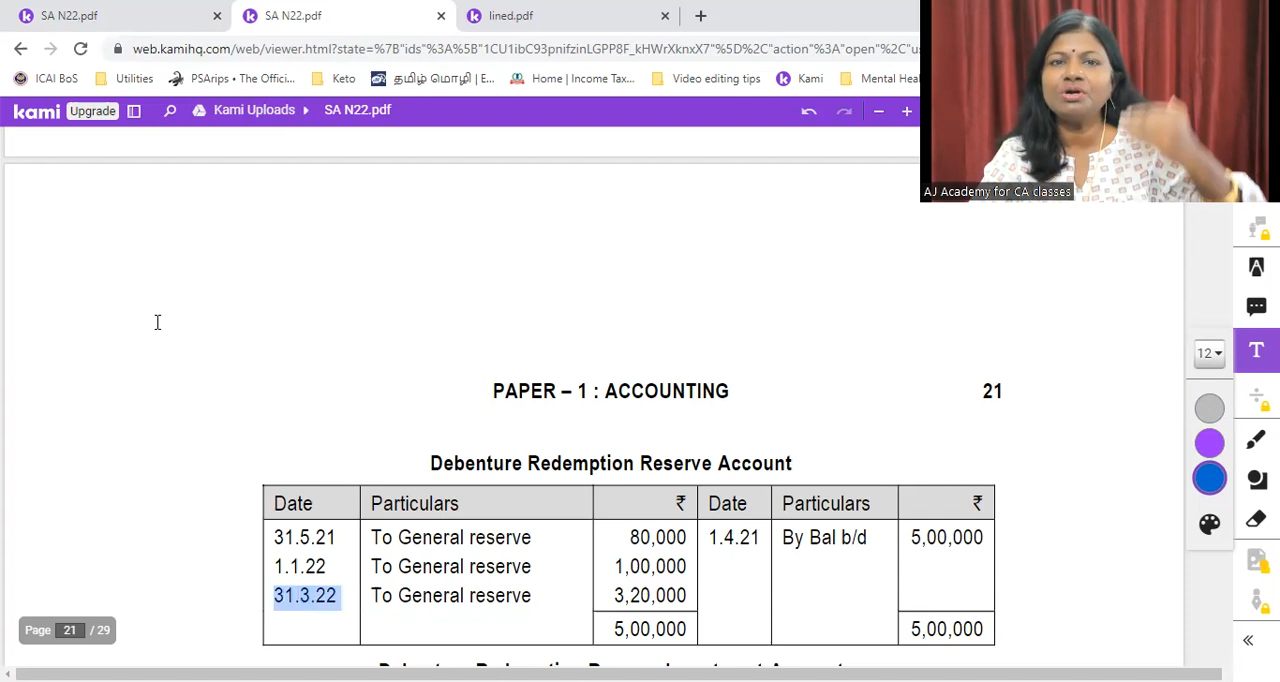 SA N22.pdf
SA N22.pdf
lined.pdf
web.kamihq.com/web/viewer.html?state=%7B"ids"%3A%5B"1CU1ibC93pnifzinLGPP8F_kHWrXknxX7"%5D%2C"action"%3A"open"%2C"u
ICAI BoS
Utilities
PSArips • The Offici...
Keto
தமிழ் மொழி | E...
Home | Income Tax...
Video editing tips
Kami
Mental Hea
kami
Upgrade
Kami Uploads
SA N22.pdf
AJ Academy for CA classes
12
T
PAPER – 1 : ACCOUNTING 21
Debenture Redemption Reserve Account
Date Particulars ₹ Date Particulars ₹
31.5.21 To General reserve 80,000 1.4.21 By Bal b/d 5,00,000
1.1.22 To General reserve 1,00,000
31.3.22 To General reserve 3,20,000
5,00,000 5,00,000
Page 21 / 29